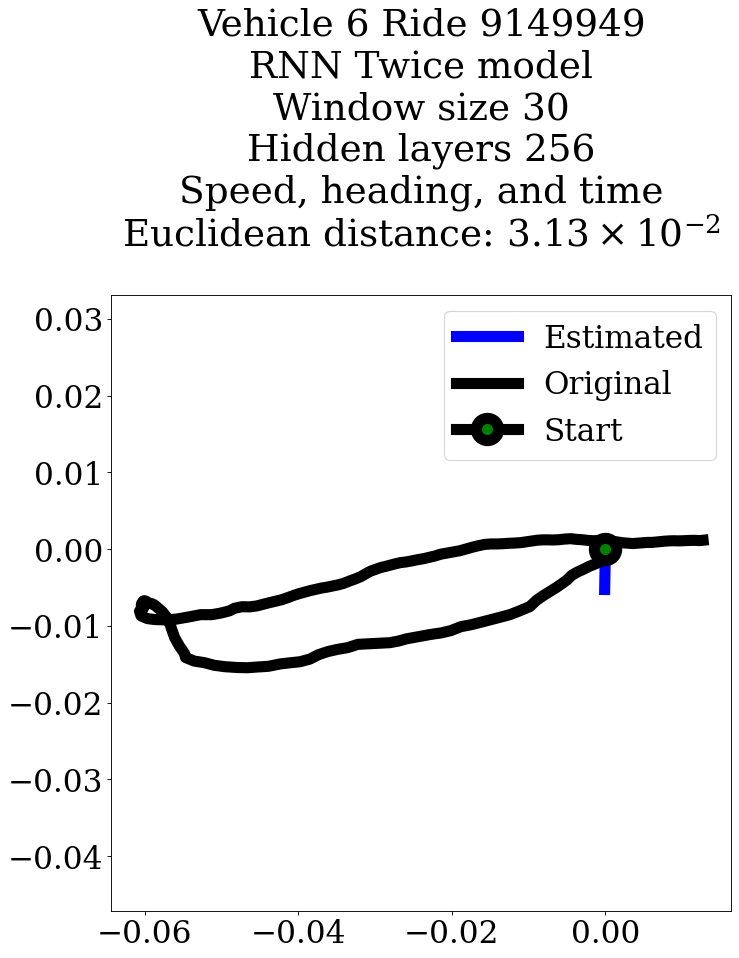 Vehicle 6 Ride 9149949
RNN Twice model
Window size 30
Hidden layers 256
Speed, heading, and time
Euclidean distance: 3.13 × 10⁻²
Estimated
Original
Start
0.03
0.02
0.01
0.00
−0.01
−0.02
−0.03
−0.04
−0.06 −0.04 −0.02 0.00